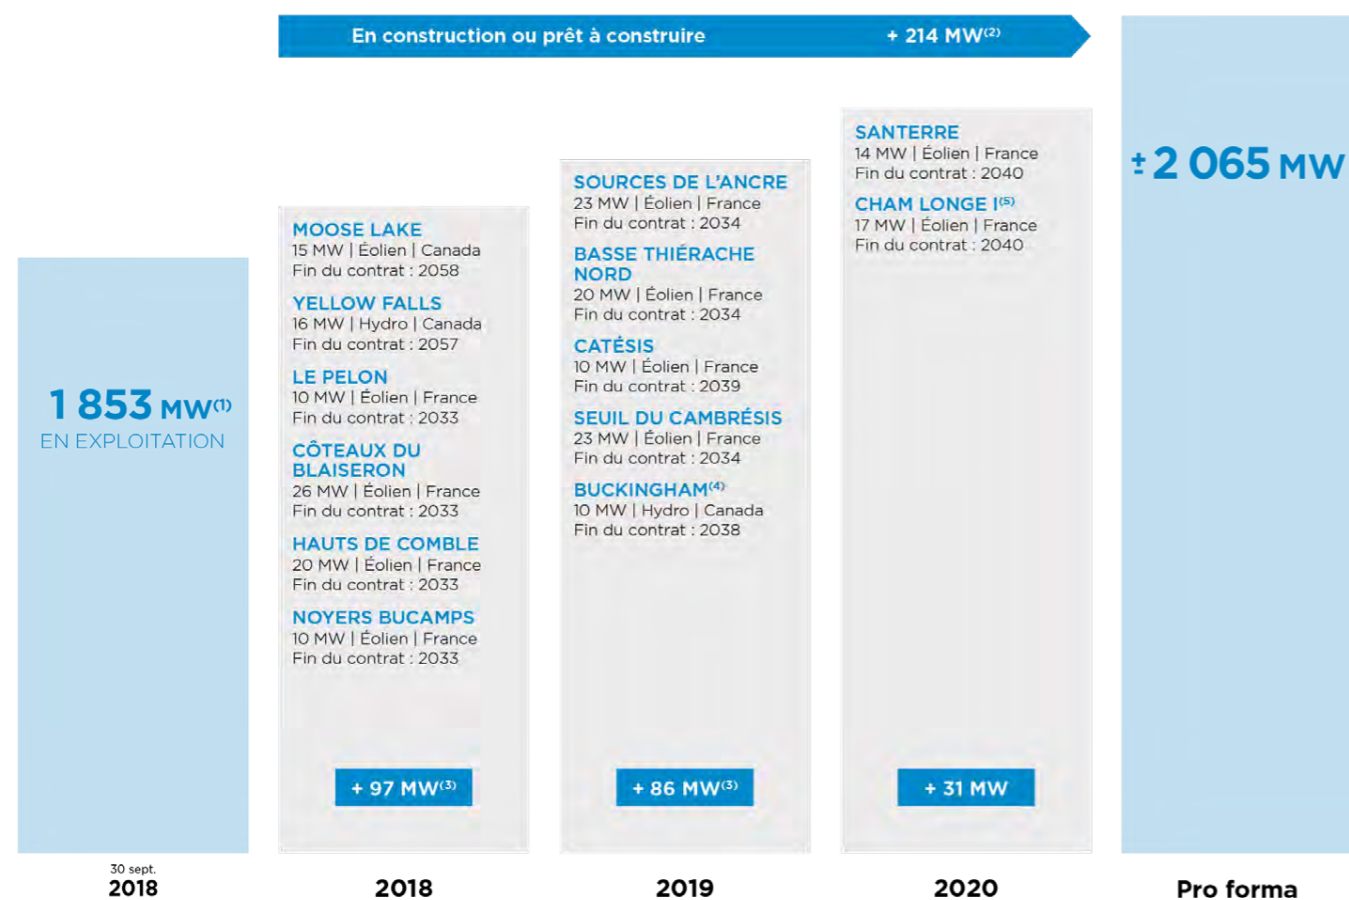 En construction ou prêt à construire + 214 MW(2)
1 853 MW(1)
EN EXPLOITATION
30 sept.
2018
MOOSE LAKE
15 MW | Éolien | Canada
Fin du contrat : 2058
YELLOW FALLS
16 MW | Hydro | Canada
Fin du contrat : 2057
LE PELON
10 MW | Éolien | France
Fin du contrat : 2033
CÔTEAUX DU
BLAISERON
26 MW | Éolien | France
Fin du contrat : 2033
HAUTS DE COMBLE
20 MW | Éolien | France
Fin du contrat : 2033
NOYERS BUCAMPS
10 MW | Éolien | France
Fin du contrat : 2033
+ 97 MW(3)
2018
SOURCES DE L'ANCRE
23 MW | Éolien | France
Fin du contrat : 2034
BASSE THIÉRACHE
NORD
20 MW | Éolien | France
Fin du contrat : 2034
CATÉSIS
10 MW | Éolien | France
Fin du contrat : 2039
SEUIL DU CAMBRÉSIS
23 MW | Éolien | France
Fin du contrat : 2034
BUCKINGHAM(4)
10 MW | Hydro | Canada
Fin du contrat : 2038
+ 86 MW(3)
2019
SANTERRE
14 MW | Éolien | France
Fin du contrat : 2040
CHAM LONGE I(5)
17 MW | Éolien | France
Fin du contrat : 2040
+ 31 MW
2020
± 2 065 MW
Pro forma